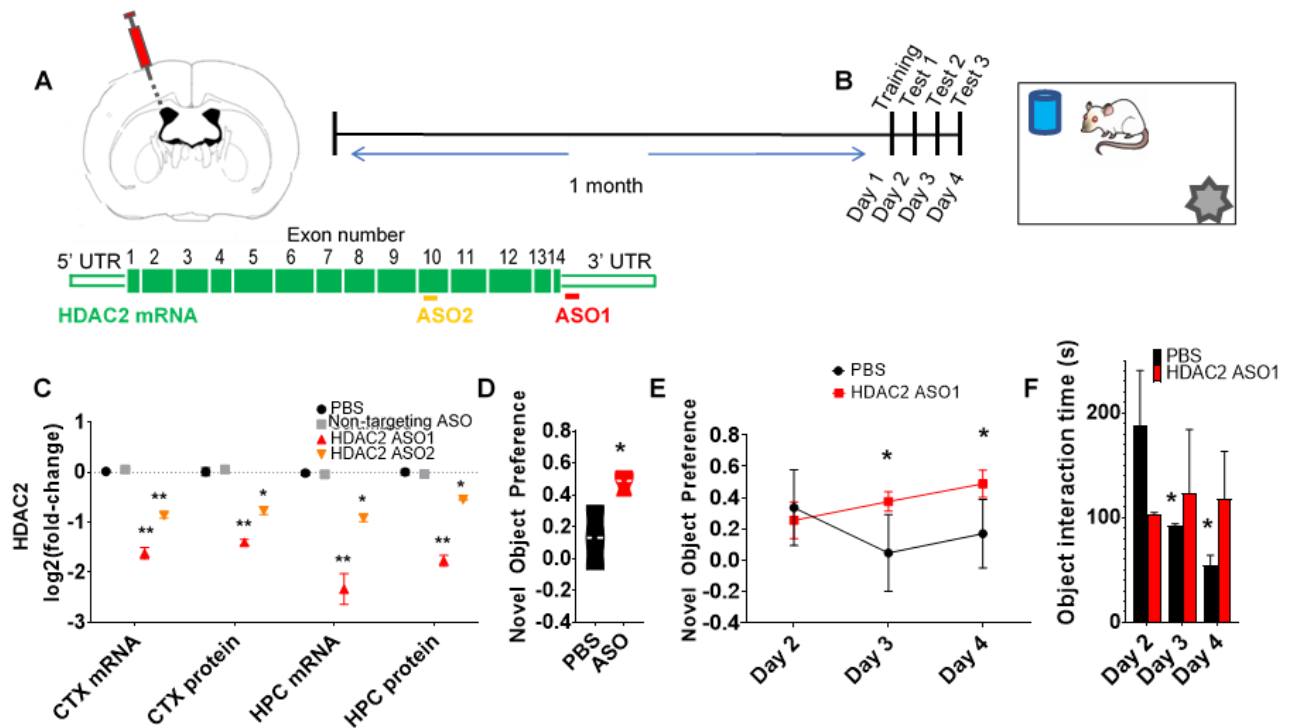 A
B
Training
Test 1
Test 2
Test 3
1 month
Day 1
Day 2
Day 3
Day 4
Exon number
5' UTR 1 2 3 4 5 6 7 8 9 10 11 12 13 14 3' UTR
HDAC2 mRNA
ASO2
ASO1
C
PBS
Non-targeting ASO
HDAC2 ASO1
HDAC2 ASO2
HDAC2
log2(fold-change)
1
0
-1
-2
-3
** ** ** * ** * ** *
CTX mRNA
CTX protein
HPC mRNA
HPC protein
D
Novel Object Preference
0.8
0.6
0.4
0.2
0.0
-0.2
-0.4
*
PBS
ASO
E
PBS
HDAC2 ASO1
Novel Object Preference
0.8
0.6
0.4
0.2
0.0
-0.2
-0.4
* *
Day 2
Day 3
Day 4
F
PBS
HDAC2 ASO1
Object interaction time (s)
200
100
0
* *
Day 2
Day 3
Day 4